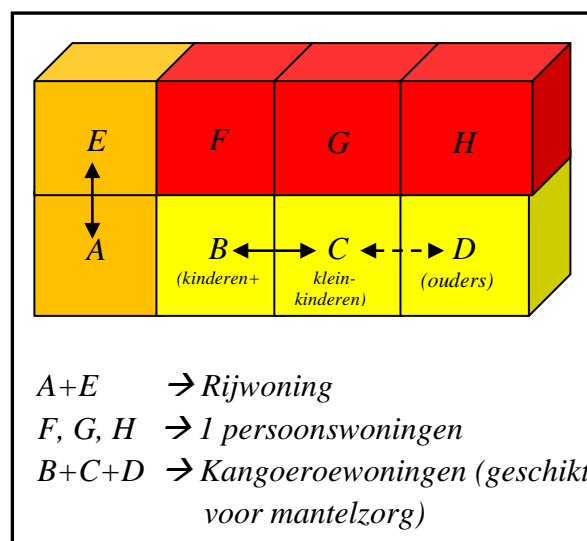 E F G H
A B C D
(kinderen+ klein- (ouders)
kinderen)
A+E → Rijwoning
F, G, H → 1 persoonswoningen
B+C+D → Kangoeroewoningen (geschikt
voor mantelzorg)